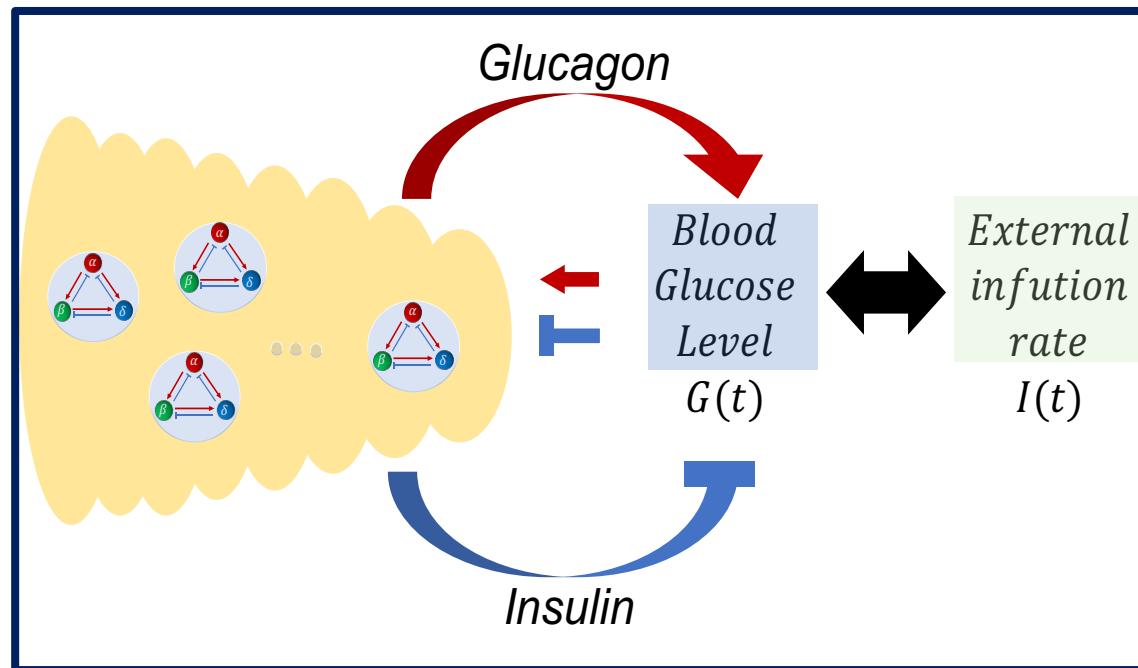 Glucagon
α
β δ
α
β δ
α
β δ
α
β δ
Blood
Glucose
Level
G(t)
External
infution
rate
I(t)
Insulin